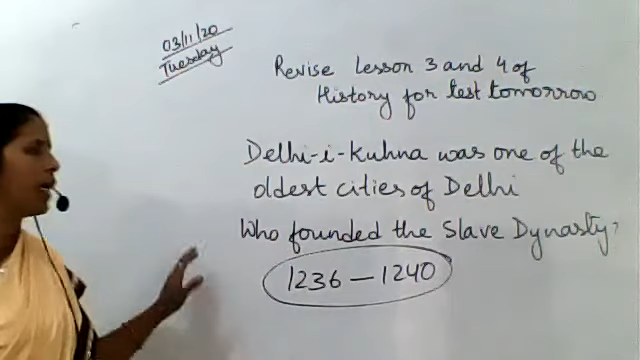 03/11/20
Tuesday
Revise Lesson 3 and 4 of
History for test tomorrow
Delhi-i-Kuhna was one of the
oldest cities of Delhi
Who founded the Slave Dynasty?
1236 – 1240